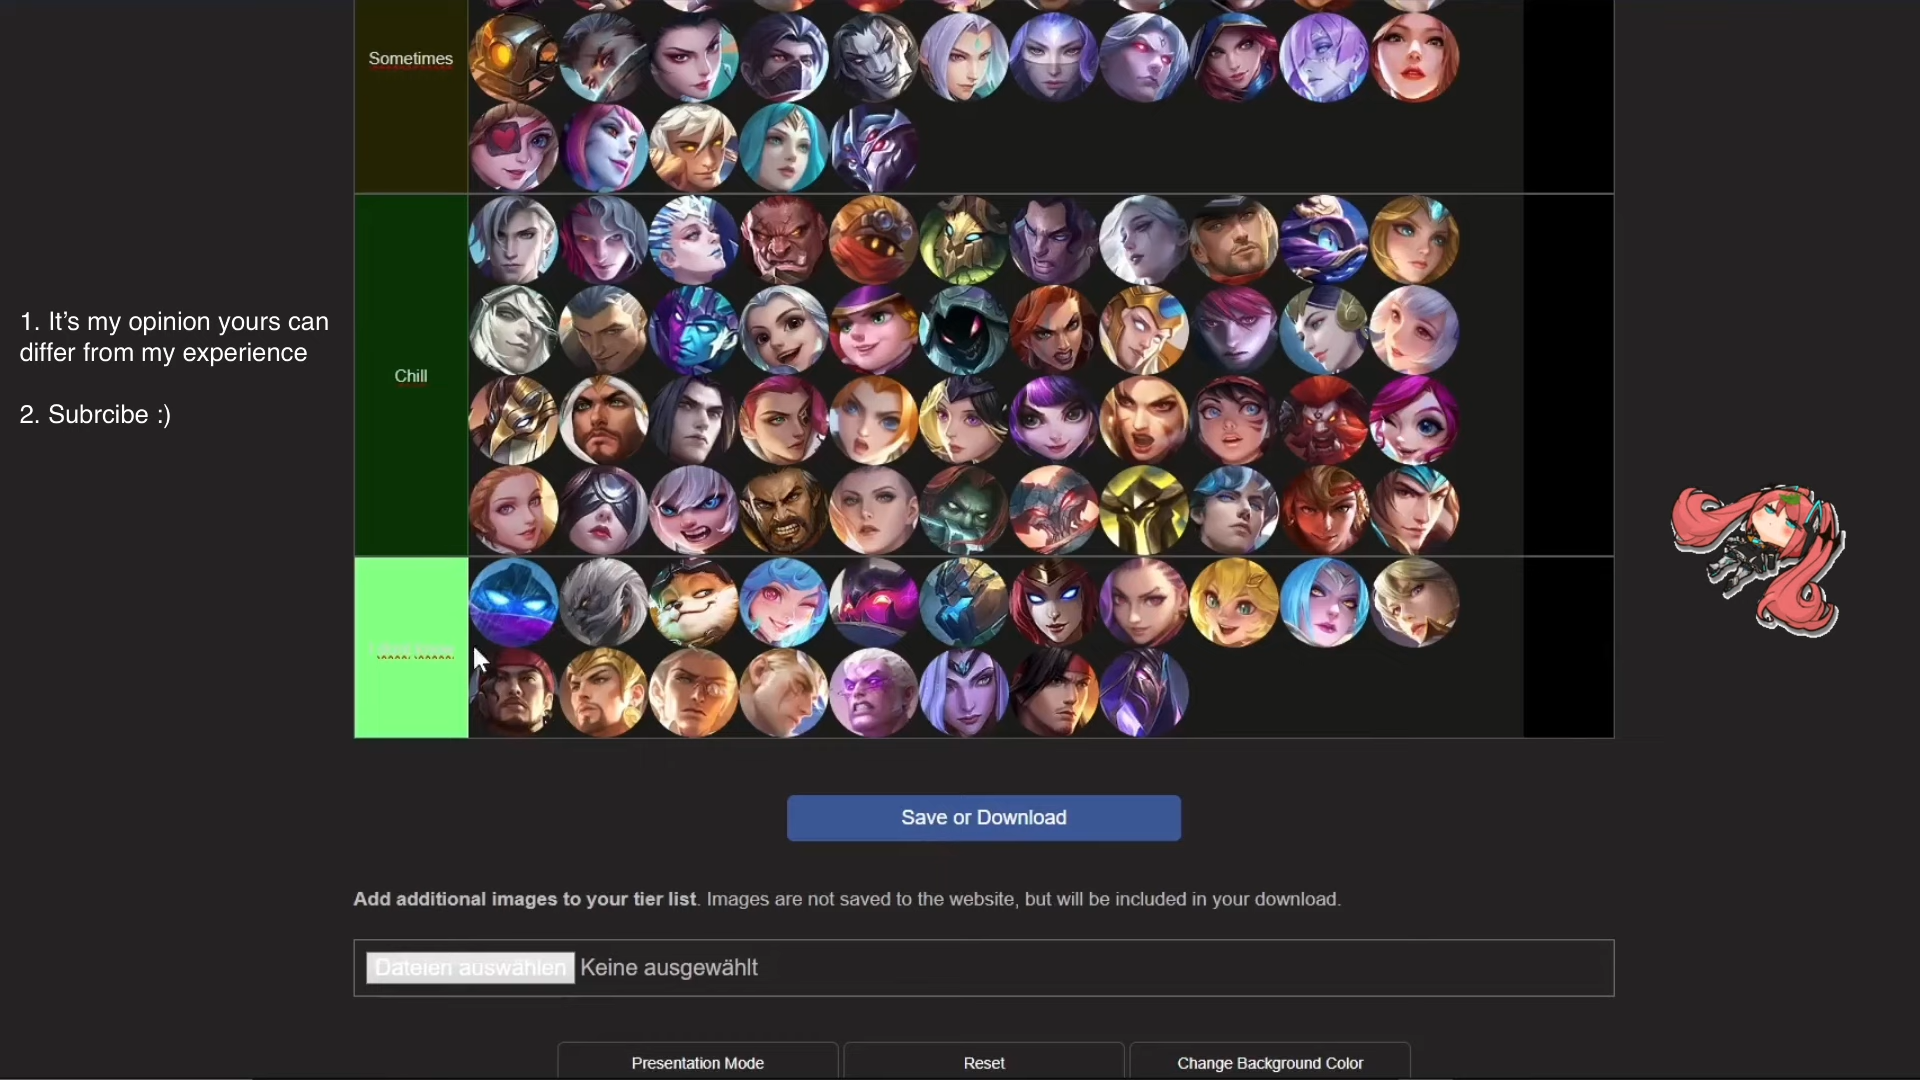 Sometimes
1. It's my opinion yours can
differ from my experience
Chill
2. Subrcibe :)
Save or Download
Add additional images to your tier list. Images are not saved to the website, but will be included in your download.
Dateien auswählen Keine ausgewählt
Presentation Mode
Reset
Change Background Color